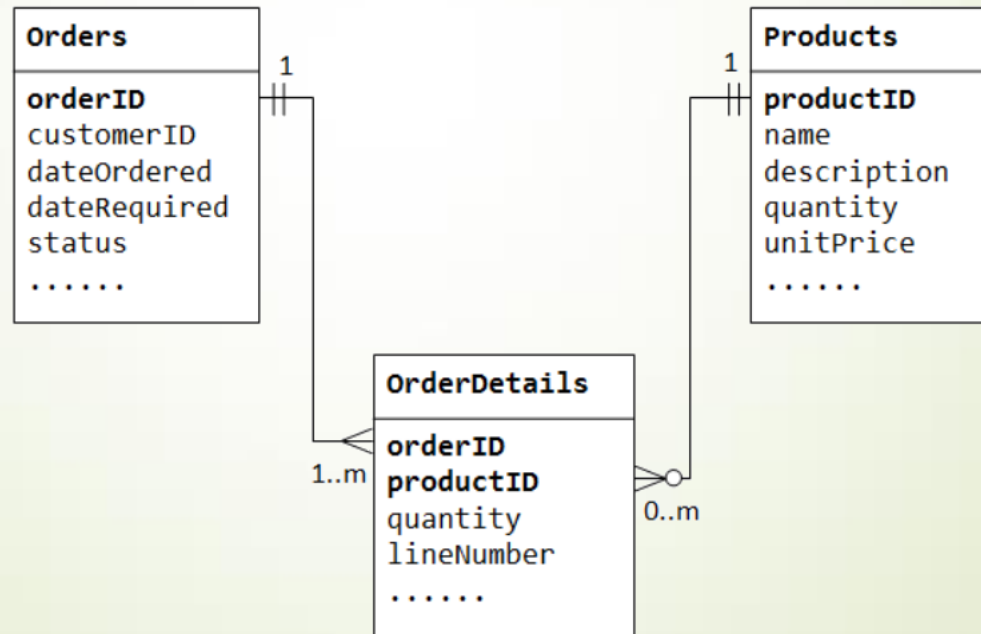 Orders
orderID
customerID
dateOrdered
dateRequired
status
......
1
1
Products
productID
name
description
quantity
unitPrice
......
OrderDetails
orderID
productID
quantity
lineNumber
......
1..m
0..m